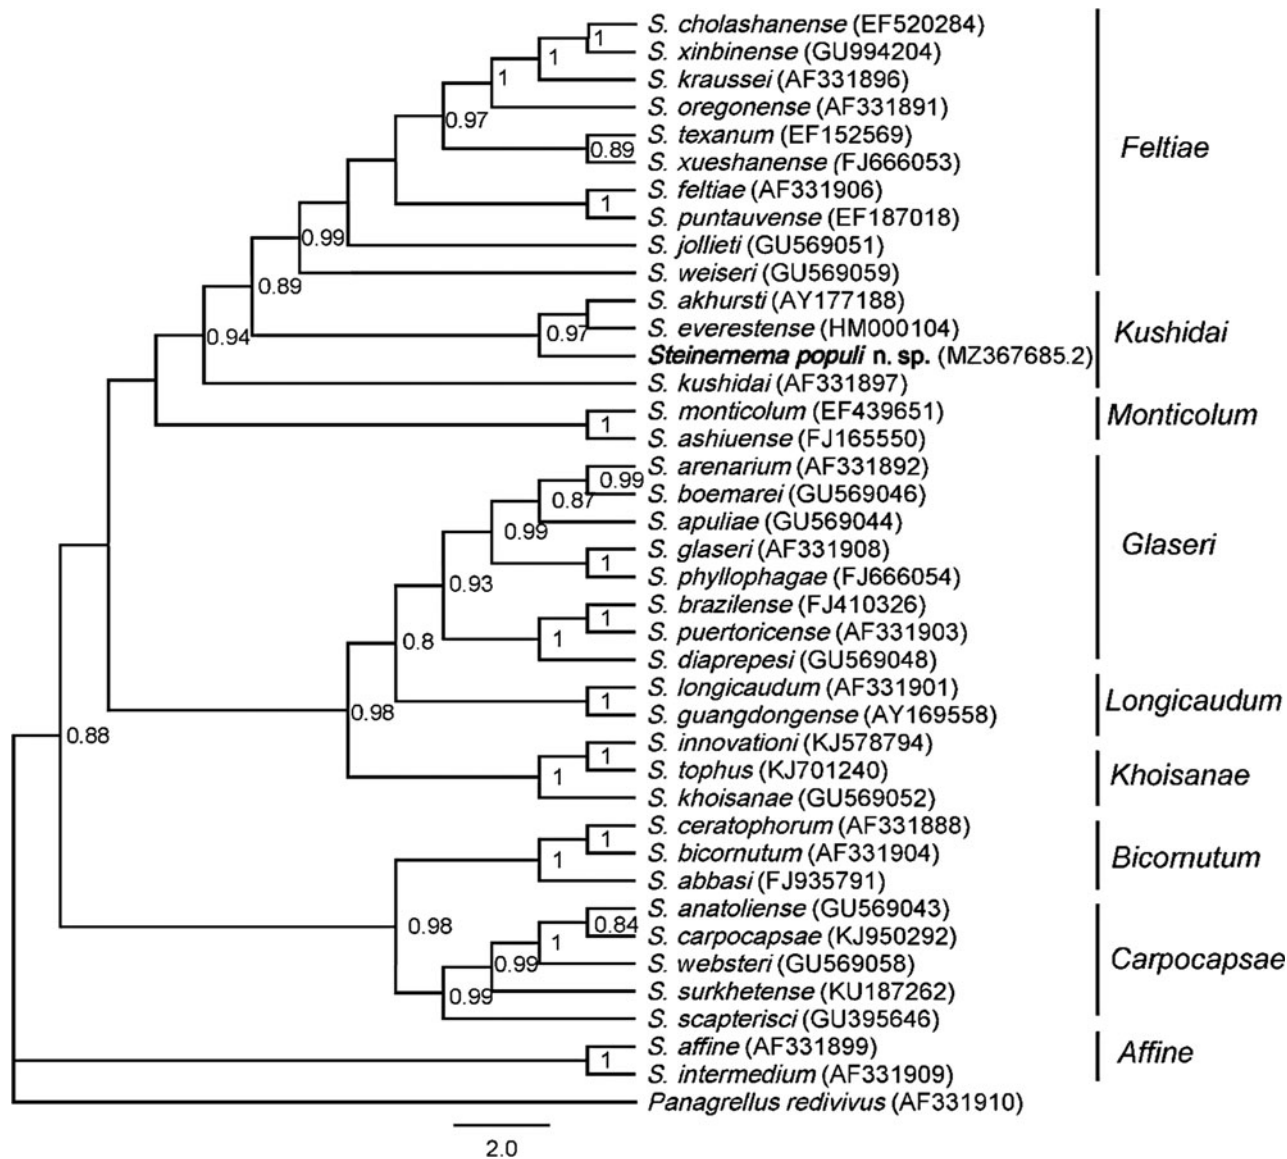 S. cholashanense (EF520284)
S. xinbinense (GU994204)
S. kraussei (AF331896)
S. oregonense (AF331891)
S. texanum (EF152569)
S. xueshanense (FJ666053)
S. feltiae (AF331906)
S. puntauvense (EF187018)
S. jollieti (GU569051)
S. weiseri (GU569059)
S. akhursti (AY177188)
S. everestense (HM000104)
Steinernema populi n. sp. (MZ367685.2)
S. kushidai (AF331897)
S. monticolum (EF439651)
S. ashiuense (FJ165550)
S. arenarium (AF331892)
S. boemarei (GU569046)
S. apuliae (GU569044)
S. glaseri (AF331908)
S. phyllophagae (FJ666054)
S. brazilense (FJ410326)
S. puertoricense (AF331903)
S. diaprepesi (GU569048)
S. longicaudum (AF331901)
S. guangdongense (AY169558)
S. innovationi (KJ578794)
S. tophus (KJ701240)
S. khoisanae (GU569052)
S. ceratophorum (AF331888)
S. bicornutum (AF331904)
S. abbasi (FJ935791)
S. anatoliense (GU569043)
S. carpocapsae (KJ950292)
S. websteri (GU569058)
S. surkhetense (KU187262)
S. scapterisci (GU395646)
S. affine (AF331899)
S. intermedium (AF331909)
Panagrellus redivivus (AF331910)
Feltiae
Kushidai
Monticolum
Glaseri
Longicaudum
Khoisanae
Bicornutum
Carpocapsae
Affine
1
1
1
0.97
0.89
1
0.99
0.89
0.97
0.94
1
0.99
0.87
0.99
1
0.93
1
1
0.8
1
0.98
1
1
0.88
1
1
0.98
0.84
1
0.99
0.99
1
2.0